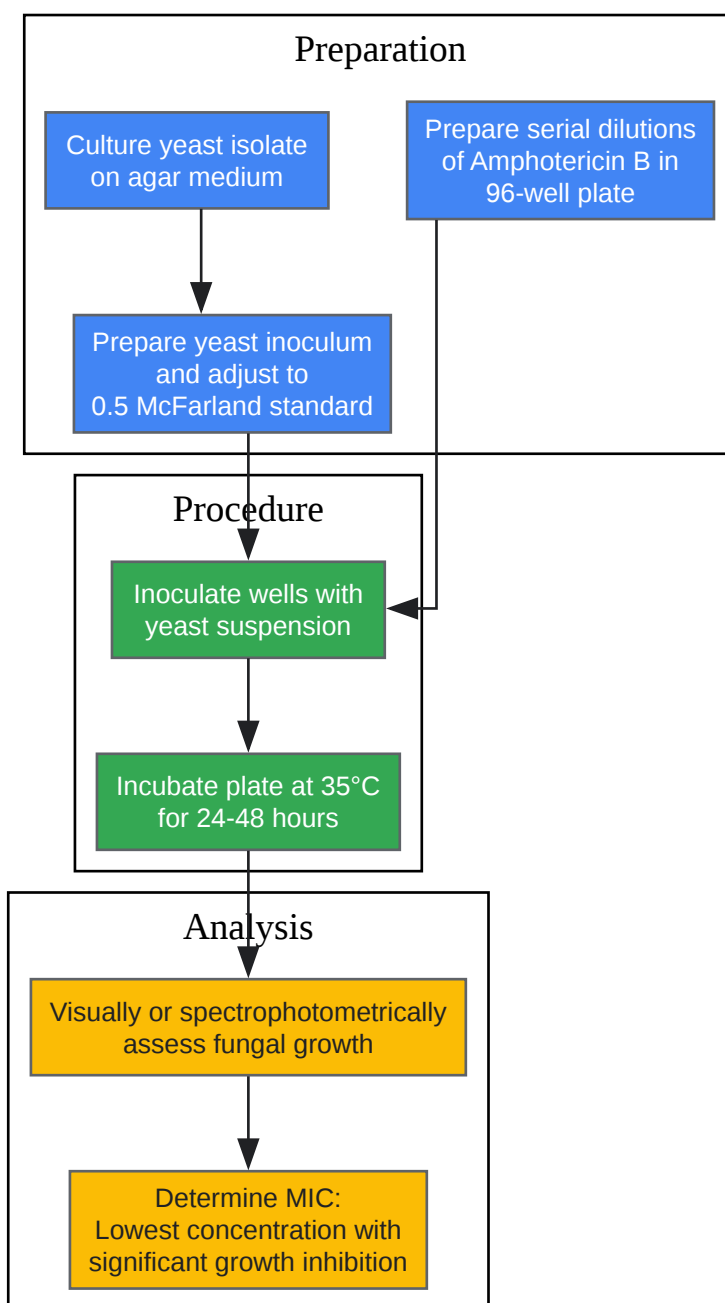 Preparation
Culture yeast isolate
on agar medium
Prepare serial dilutions
of Amphotericin B in
96-well plate
Prepare yeast inoculum
and adjust to
0.5 McFarland standard
Procedure
Inoculate wells with
yeast suspension
Incubate plate at 35°C
for 24-48 hours
Analysis
Visually or spectrophotometrically
assess fungal growth
Determine MIC:
Lowest concentration with
significant growth inhibition